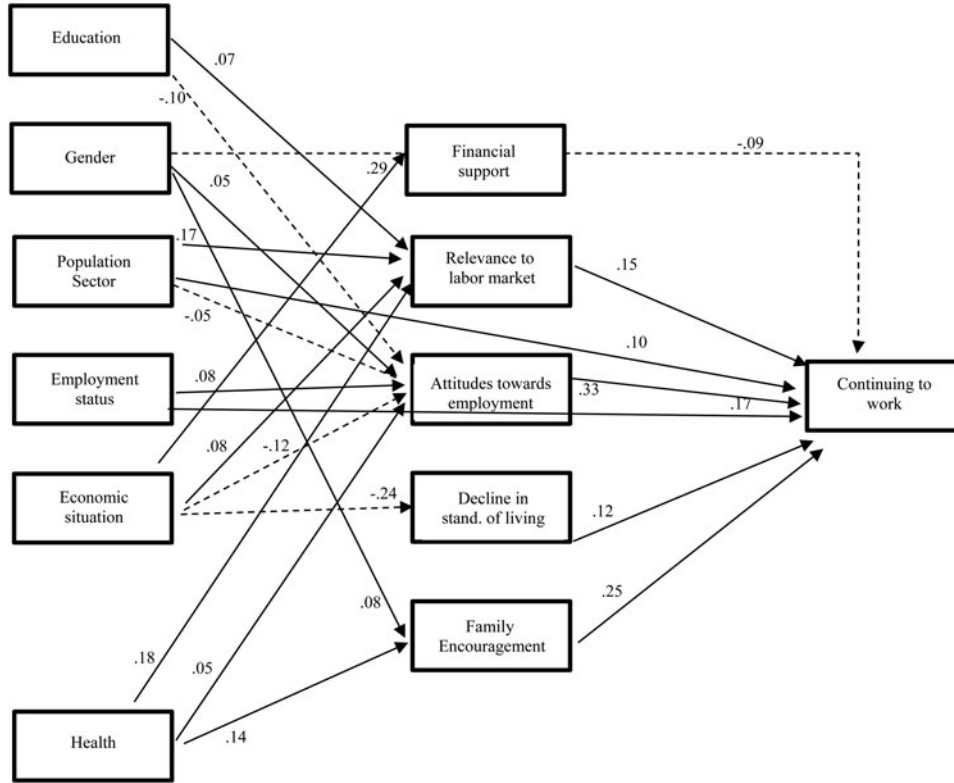 Education
.07
-.10
Gender
Financial
support
-.09
.29
.05
Population
Sector
.17
Relevance to
labor market
.15
-.05
.10
Employment
status
.08
Attitudes towards
employment
.33
.17
Continuing to
work
Economic
situation
.08
-.12
-.24
Decline in
stand. of living
.12
.08
Family
Encouragement
.25
.18
.05
.14
Health